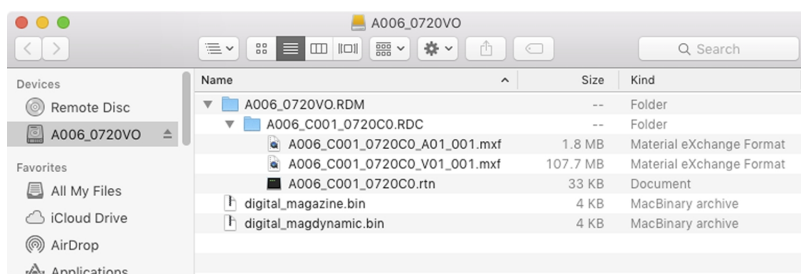 A006_0720VO
Search
Name Size Kind
Devices
Remote Disc
A006_0720VO
Favorites
All My Files
iCloud Drive
AirDrop
Applications
A006_0720VO.RDM -- Folder
A006_C001_0720C0.RDC -- Folder
A006_C001_0720C0_A01_001.mxf 1.8 MB Material eXchange Format
A006_C001_0720C0_V01_001.mxf 107.7 MB Material eXchange Format
A006_C001_0720C0.rtn 33 KB Document
digital_magazine.bin 4 KB MacBinary archive
digital_magdynamic.bin 4 KB MacBinary archive